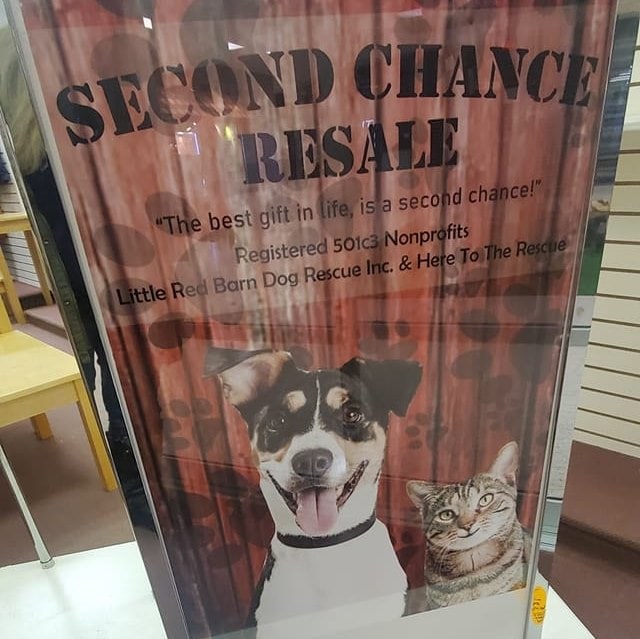 SECOND CHANCE
RESALE
"The best gift in life, is a second chance!"
Registered 501c3 Nonprofits
Little Red Barn Dog Rescue Inc. & Here To The Rescue